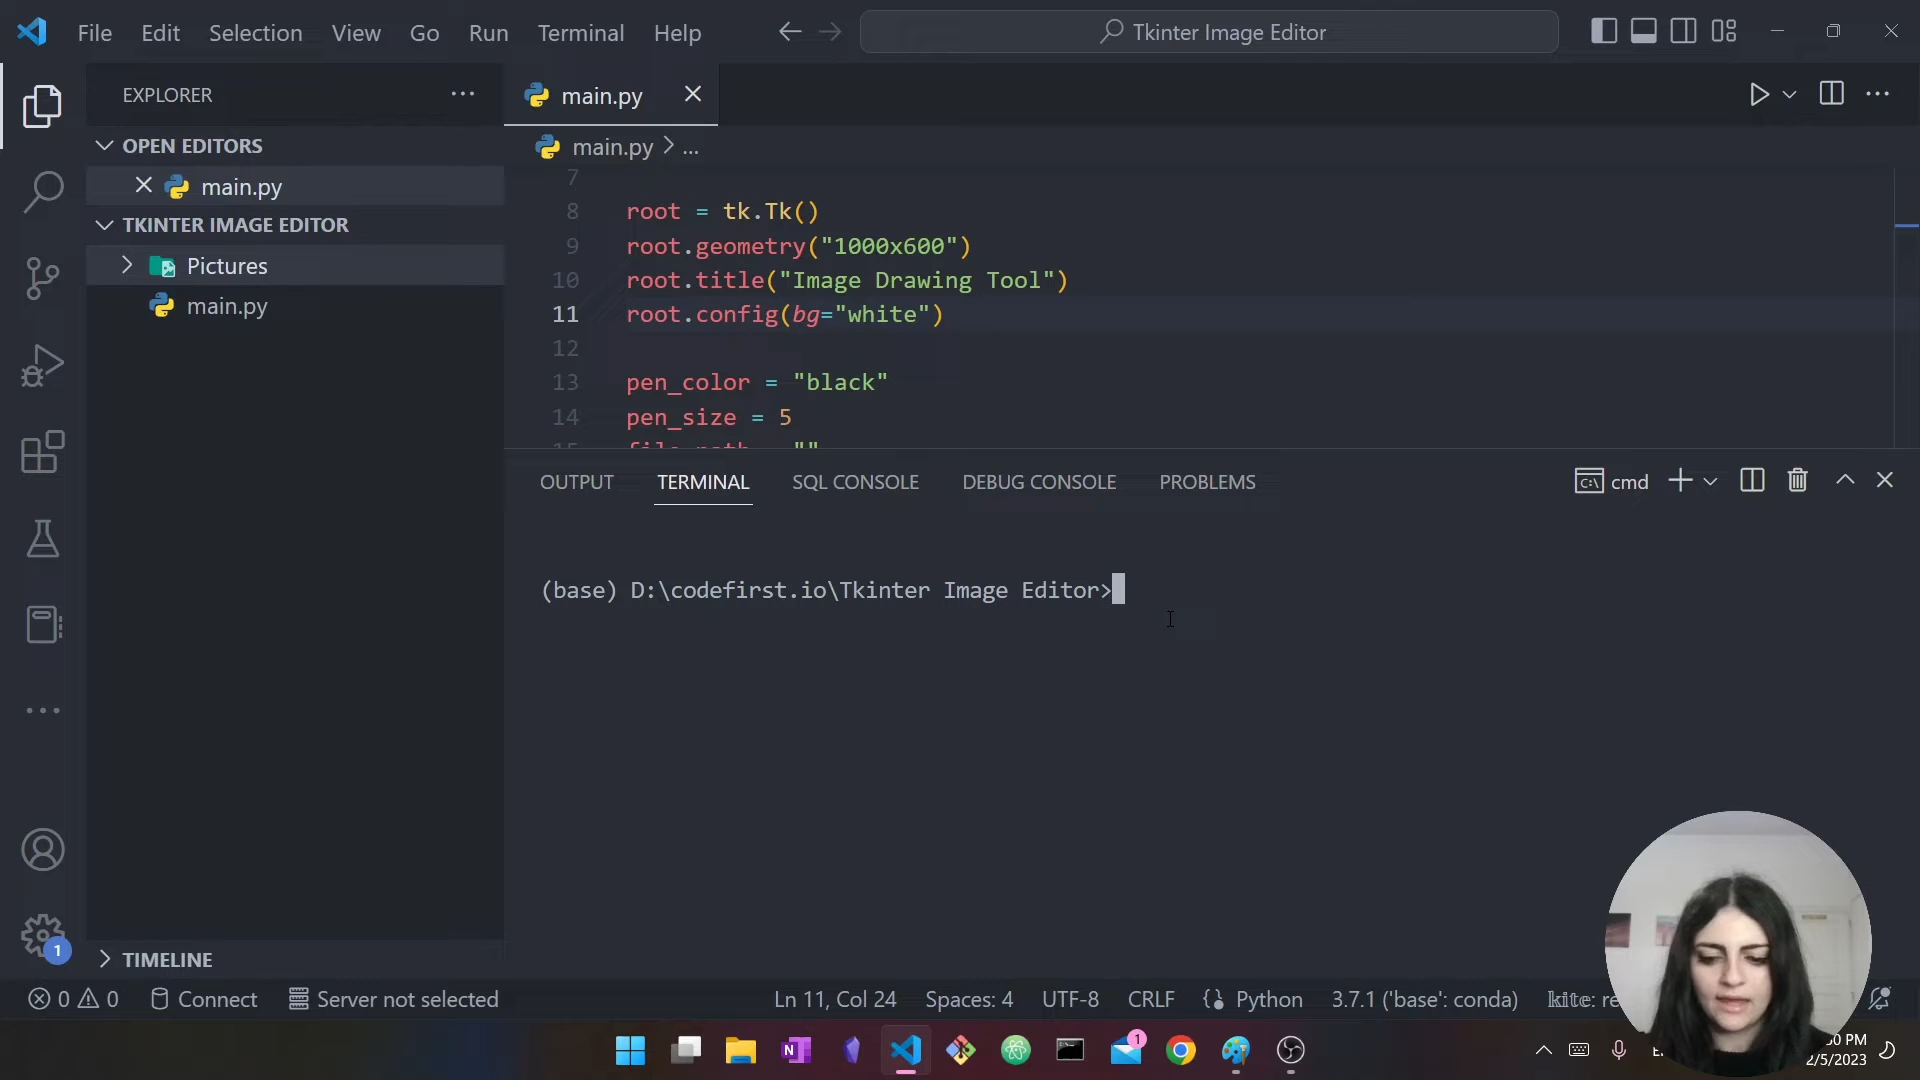 File Edit Selection View Go Run Terminal Help
Tkinter Image Editor
EXPLORER
OPEN EDITORS
main.py
TKINTER IMAGE EDITOR
Pictures
main.py
TIMELINE
main.py
main.py > ...
7
8 root = tk.Tk()
9 root.geometry("1000x600")
10 root.title("Image Drawing Tool")
11 root.config(bg="white")
12
13 pen_color = "black"
14 pen_size = 5
OUTPUT TERMINAL SQL CONSOLE DEBUG CONSOLE PROBLEMS
cmd
(base) D:\codefirst.io\Tkinter Image Editor>
1
0 0 Connect Server not selected Ln 11, Col 24 Spaces: 4 UTF-8 CRLF Python 3.7.1 ('base': conda) kite:
1
PM
2/5/2023